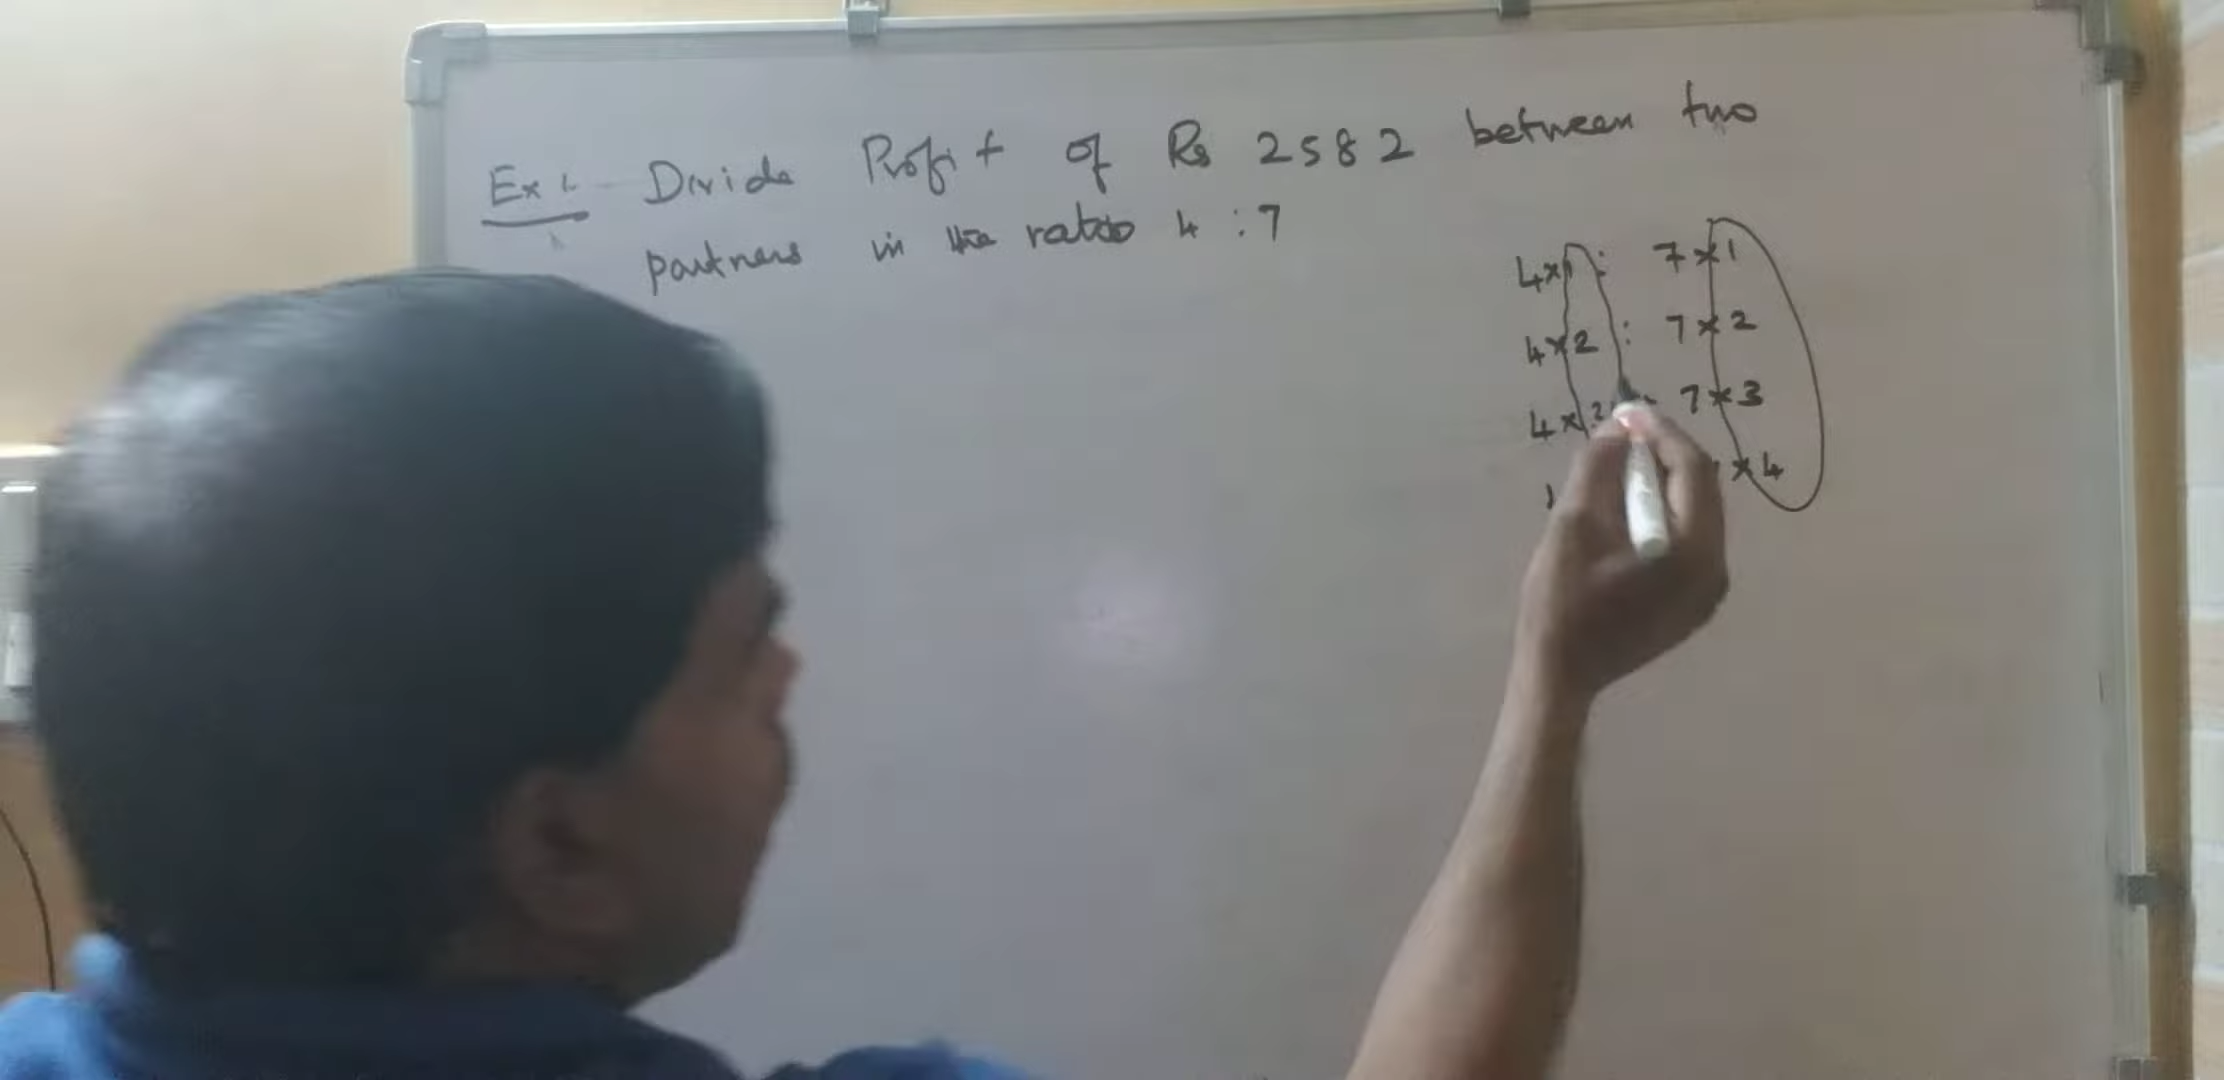 Ex 1 Divide Profit of Rs 2582 between two
partners in the ratio 4 : 7
4×1 : 7×1
4×2 : 7×2
4×3 : 7×3
×4